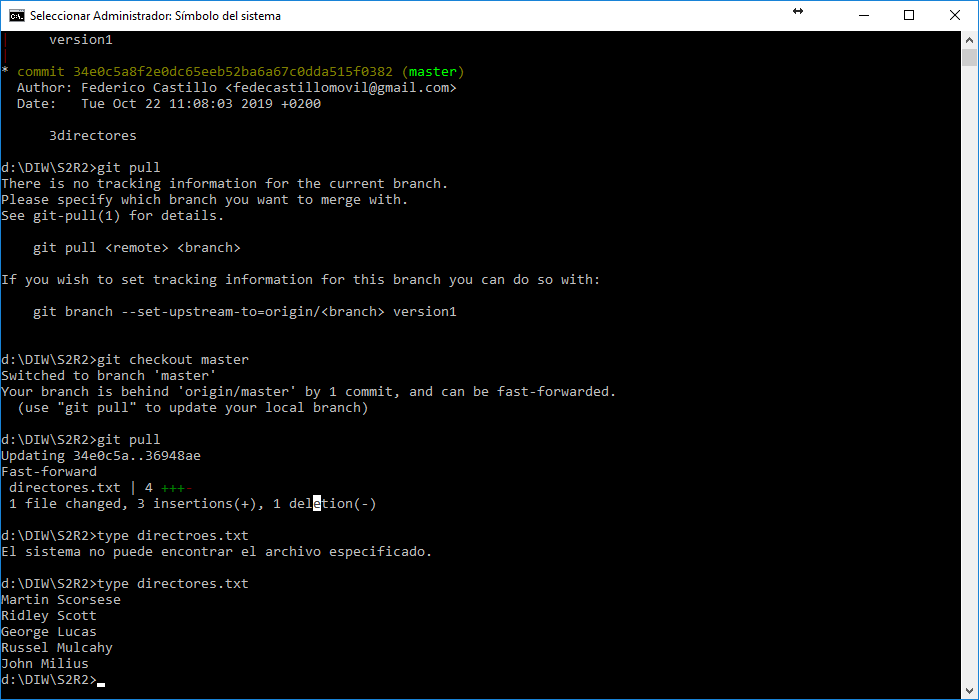 Seleccionar Administrador: Símbolo del sistema
version1
* commit 34e0c5a8f2e0dc65eeb52ba6a67c0dda515f0382 (master)
Author: Federico Castillo <fedecastillomovil@gmail.com>
Date:   Tue Oct 22 11:08:03 2019 +0200
3directores
d:\DIW\S2R2>git pull
There is no tracking information for the current branch.
Please specify which branch you want to merge with.
See git-pull(1) for details.
git pull <remote> <branch>
If you wish to set tracking information for this branch you can do so with:
git branch --set-upstream-to=origin/<branch> version1
d:\DIW\S2R2>git checkout master
Switched to branch 'master'
Your branch is behind 'origin/master' by 1 commit, and can be fast-forwarded.
(use "git pull" to update your local branch)
d:\DIW\S2R2>git pull
Updating 34e0c5a..36948ae
Fast-forward
directores.txt | 4 +++-
1 file changed, 3 insertions(+), 1 deletion(-)
d:\DIW\S2R2>type directroes.txt
El sistema no puede encontrar el archivo especificado.
d:\DIW\S2R2>type directores.txt
Martin Scorsese
Ridley Scott
George Lucas
Russel Mulcahy
John Milius
d:\DIW\S2R2>